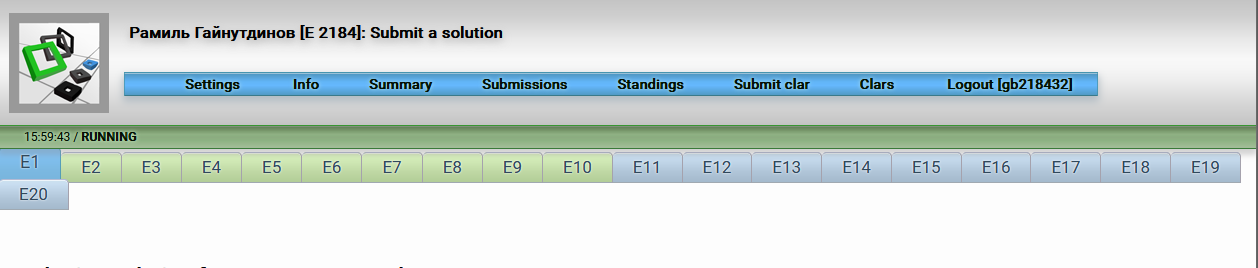 Рамиль Гайнутдинов [E 2184]: Submit a solution
Settings Info Summary Submissions Standings Submit clar Clars Logout [gb218432]
15:59:43 / RUNNING
E1 E2 E3 E4 E5 E6 E7 E8 E9 E10 E11 E12 E13 E14 E15 E16 E17 E18 E19
E20